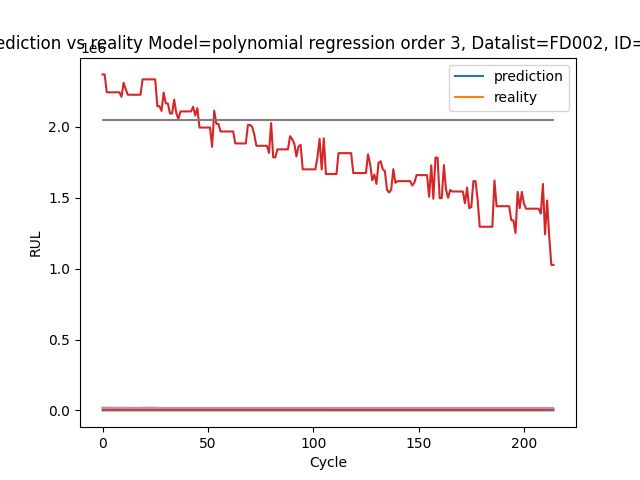 ediction vs reality Model=polynomial regression order 3, Datalist=FD002, ID=
1e6
prediction
reality
2.0
1.5
1.0
0.5
0.0
RUL
0 50 100 150 200
Cycle